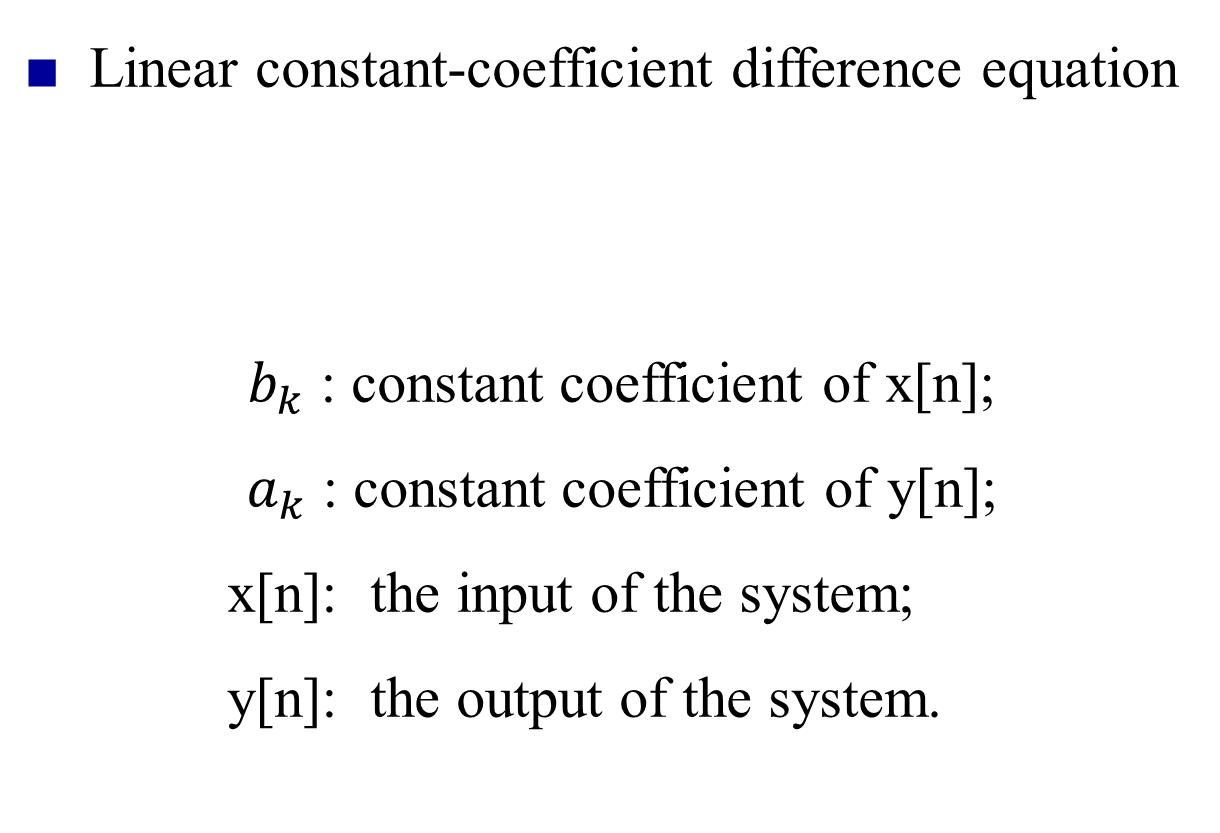 ■ Linear constant-coefficient difference equation
𝑏ₖ : constant coefficient of x[n];
𝑎ₖ : constant coefficient of y[n];
x[n]: the input of the system;
y[n]: the output of the system.